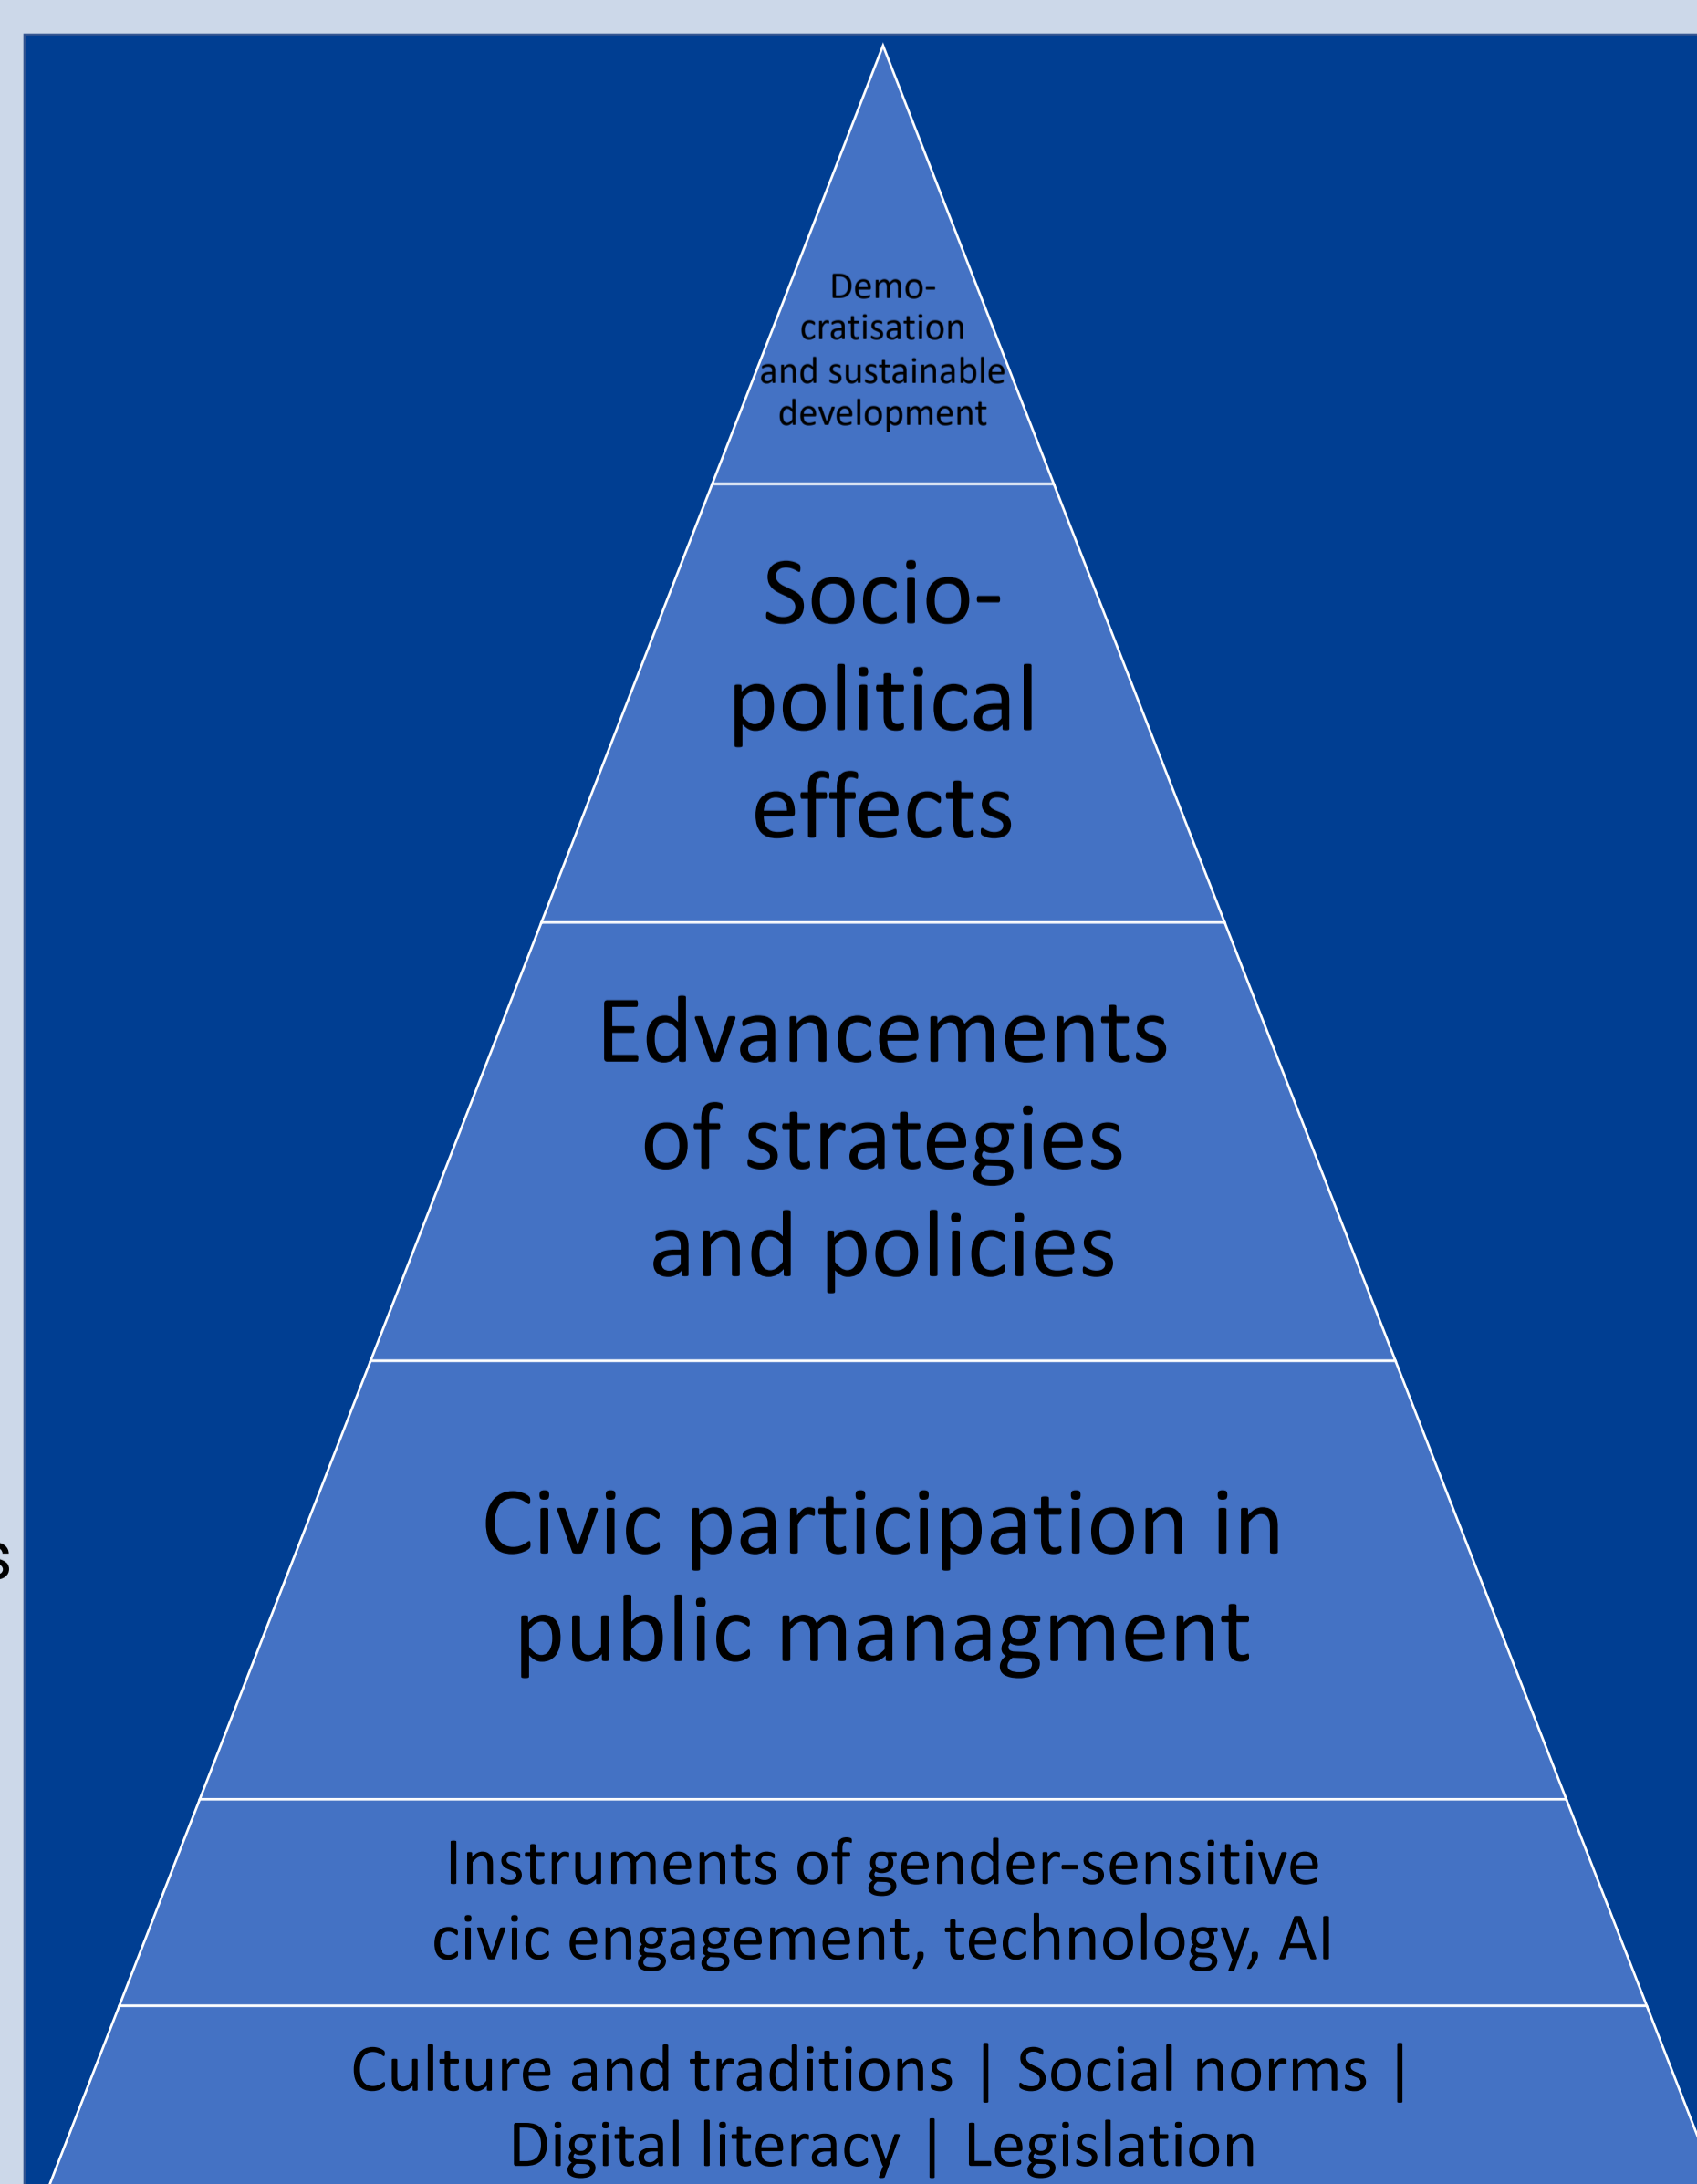 Demo-
cratisation
and sustainable
development
Socio-
political
effects
Edvancements
of strategies
and policies
Civic participation in
public managment
s
Instruments of gender-sensitive
civic engagement, technology, AI
Culture and traditions | Social norms |
Digital literacy | Legislation